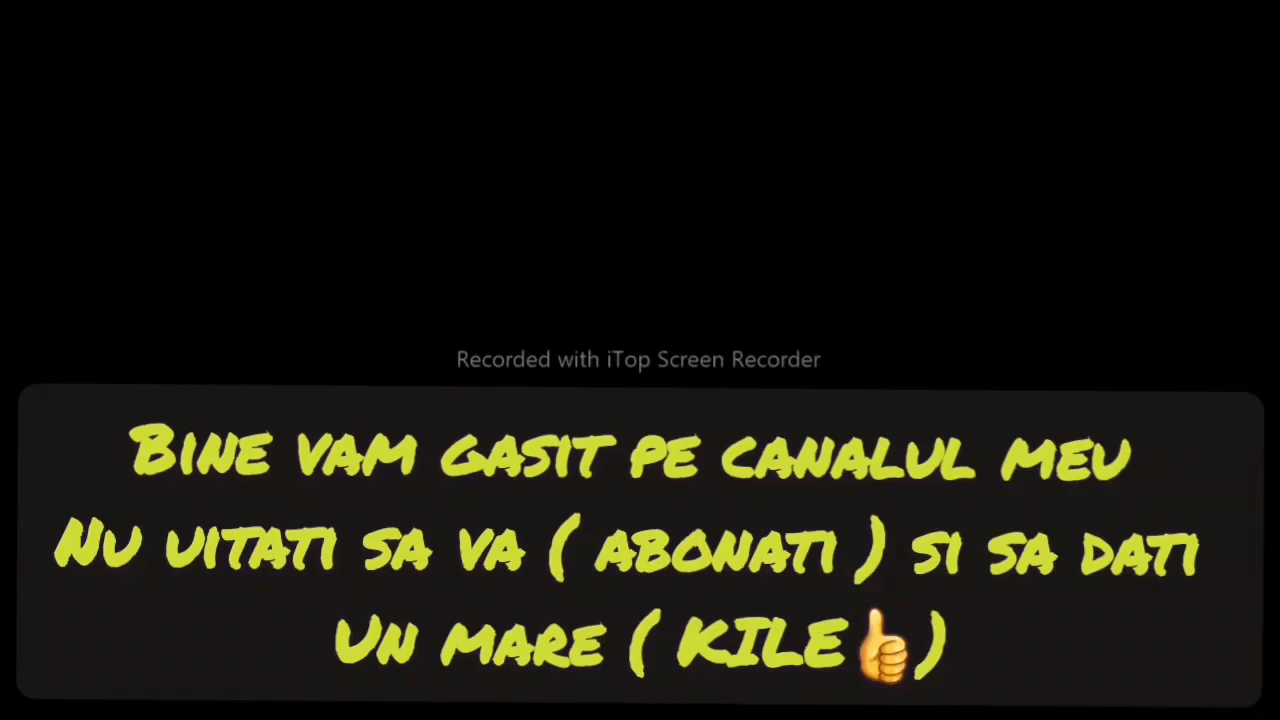 Recorded with iTop Screen Recorder
Bine vam gasit pe canalul meu
Nu uitati sa va ( abonati ) si sa dati
Un mare ( KILE👍)